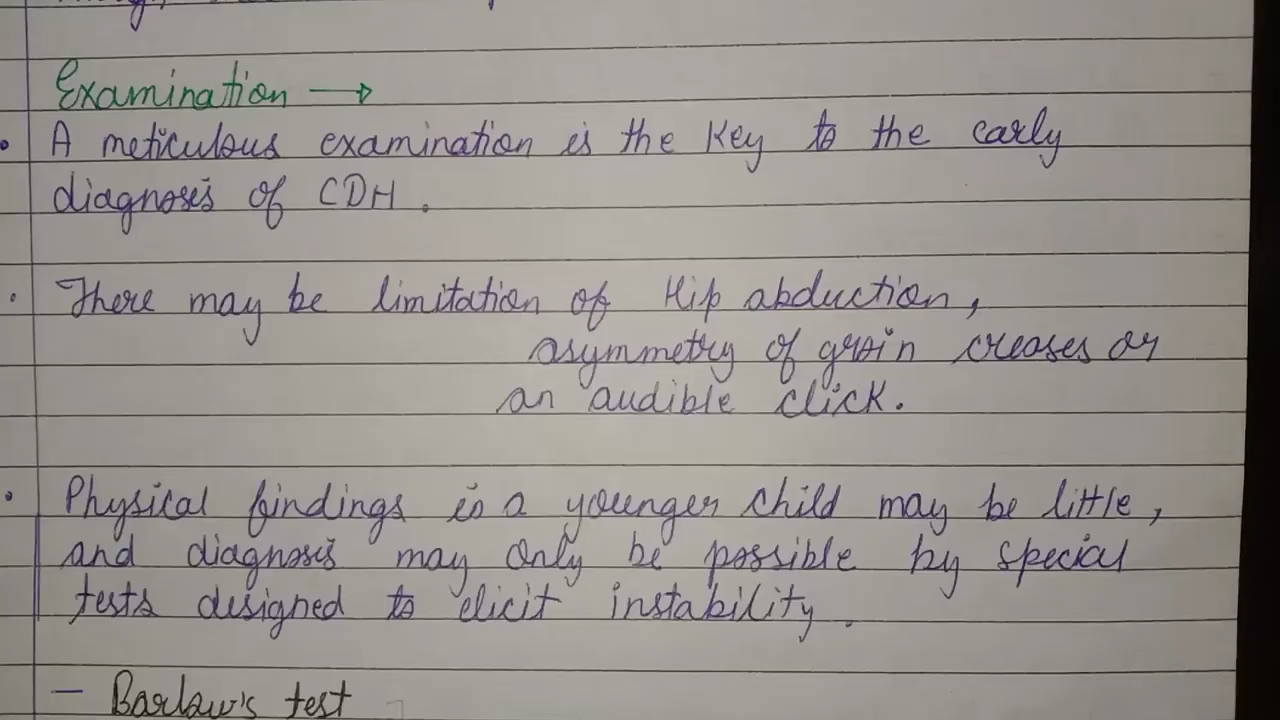 Examination →
• A meticulous examination is the key to the early
diagnosis of CDH.
• There may be limitation of Hip abduction,
asymmetry of groin creases or
an audible click.
• Physical findings in a younger child may be little,
and diagnosis may only be possible by special
tests designed to elicit instability.
- Barlow's test